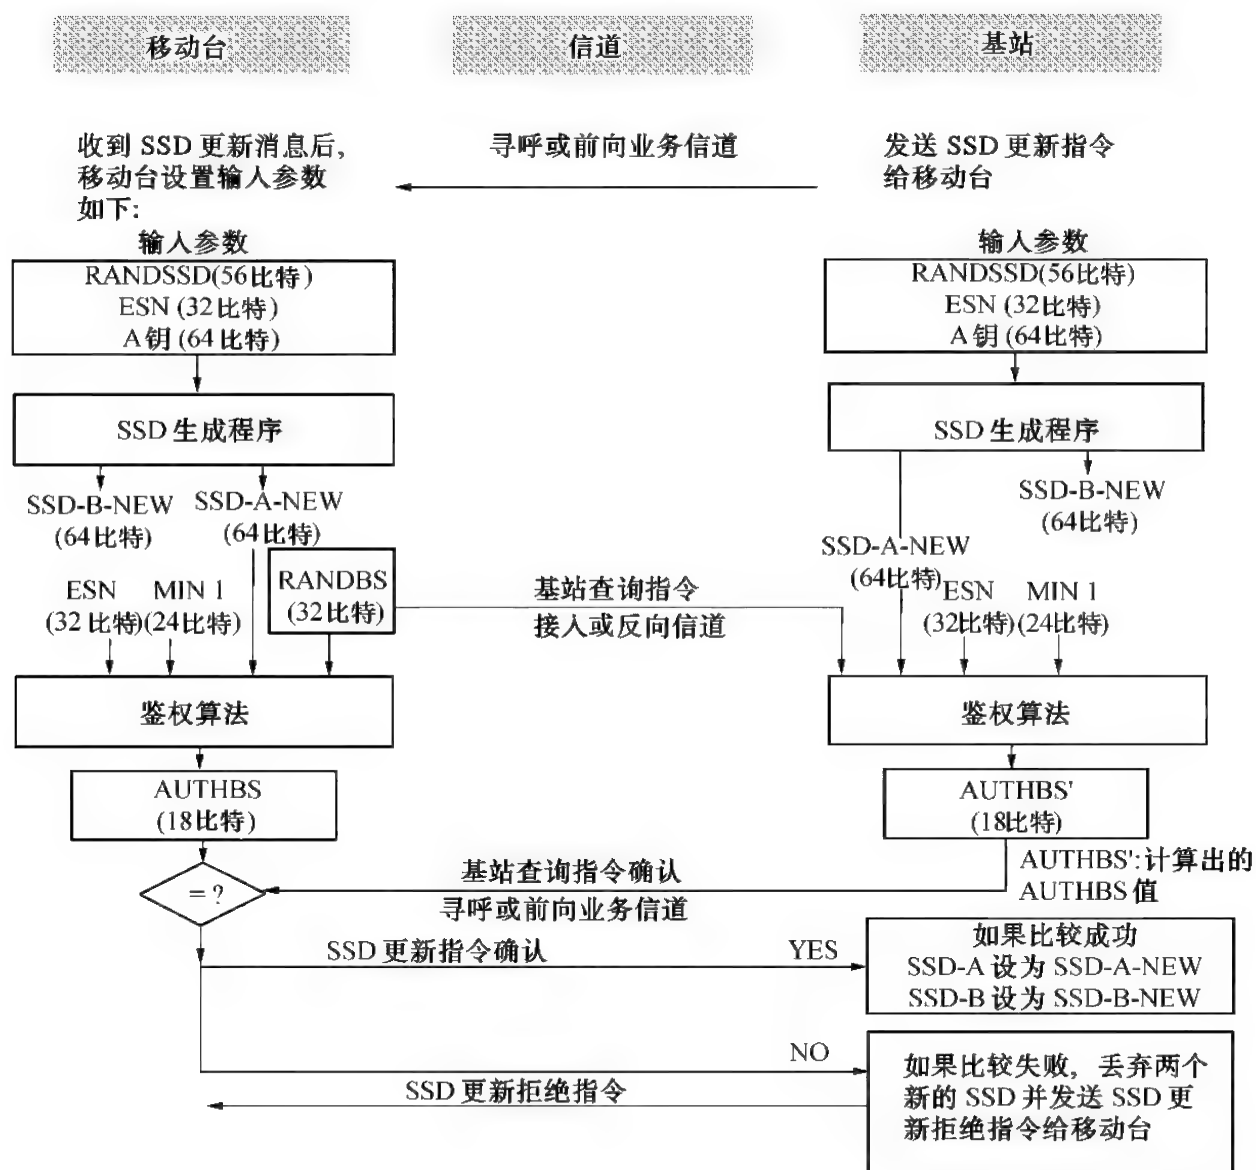 移动台
信道
基站
收到 SSD 更新消息后,
移动台设置输入参数
如下:
寻呼或前向业务信道
发送 SSD 更新指令
给移动台
输入参数
RANDSSD(56比特)
ESN (32比特)
A钥 (64比特)
输入参数
RANDSSD(56比特)
ESN (32比特)
A钥 (64比特)
SSD 生成程序
SSD 生成程序
SSD-B-NEW
(64比特)
SSD-A-NEW
(64比特)
SSD-B-NEW
(64比特)
SSD-A-NEW
(64比特)
ESN
(32 比特)
MIN 1
(24比特)
RANDBS
(32比特)
基站查询指令
接入或反向信道
ESN
(32比特)
MIN 1
(24比特)
鉴权算法
鉴权算法
AUTHBS
(18比特)
AUTHBS'
(18比特)
AUTHBS':计算出的
AUTHBS 值
基站查询指令确认
寻呼或前向业务信道
= ?
SSD 更新指令确认
YES
如果比较成功
SSD-A 设为 SSD-A-NEW
SSD-B 设为 SSD-B-NEW
NO
SSD 更新拒绝指令
如果比较失败, 丢弃两个
新的 SSD 并发送 SSD 更
新拒绝指令给移动台